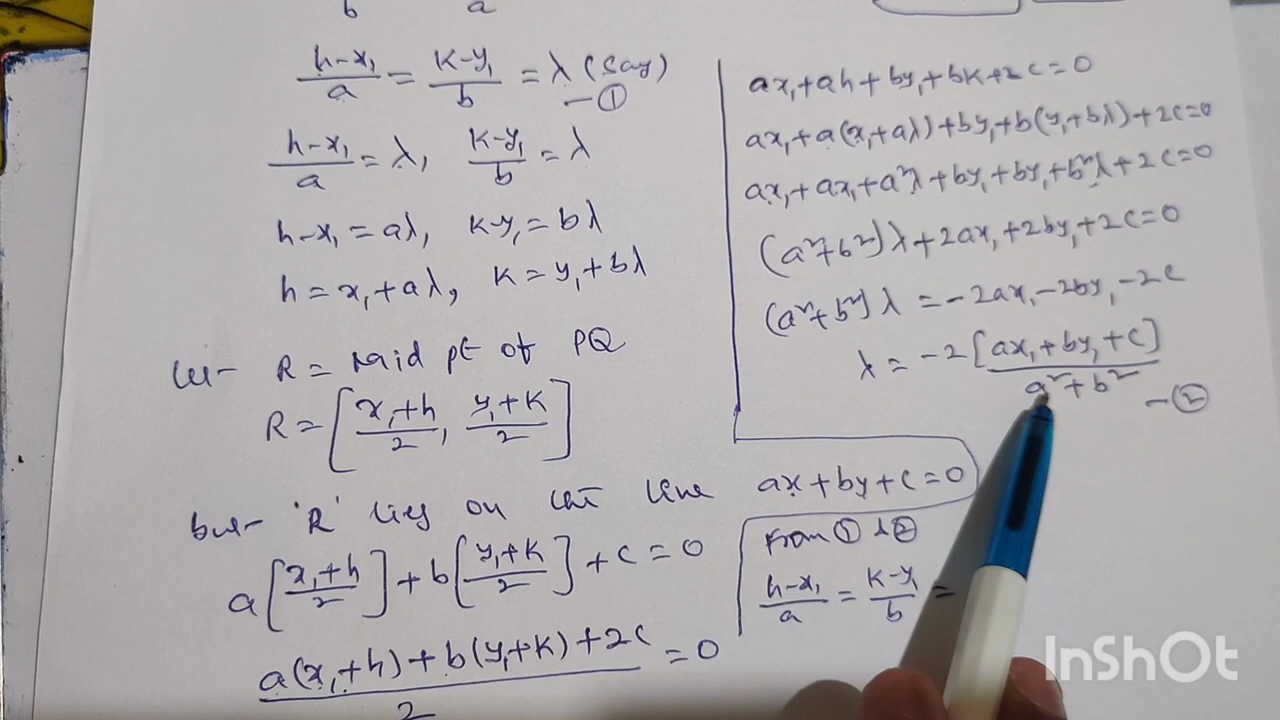 b a
h-x₁/a = k-y₁/b = λ (say) -①
h-x₁/a = λ, k-y₁/b = λ
h-x₁ = aλ, k-y₁ = bλ
h = x₁+aλ, k = y₁+bλ
let R = mid pt of PQ
R = [x₁+h/2, y₁+k/2]
but 'R' lies on the line ax+by+c=0
a[x₁+h/2] + b[y₁+k/2] + c = 0
a(x₁+h)+b(y₁+k)+2c/2 = 0
ax₁+ah+by₁+bk+2c=0
ax₁+a(x₁+aλ)+by₁+b(y₁+bλ)+2c=0
ax₁+ax₁+a²λ+by₁+by₁+b²λ+2c=0
(a²+b²)λ+2ax₁+2by₁+2c=0
(a²+b²)λ = -2ax₁-2by₁-2c
λ = -2[ax₁+by₁+c]/a²+b² -②
From ① & ②
h-x₁/a = k-y₁/b =
InShOt